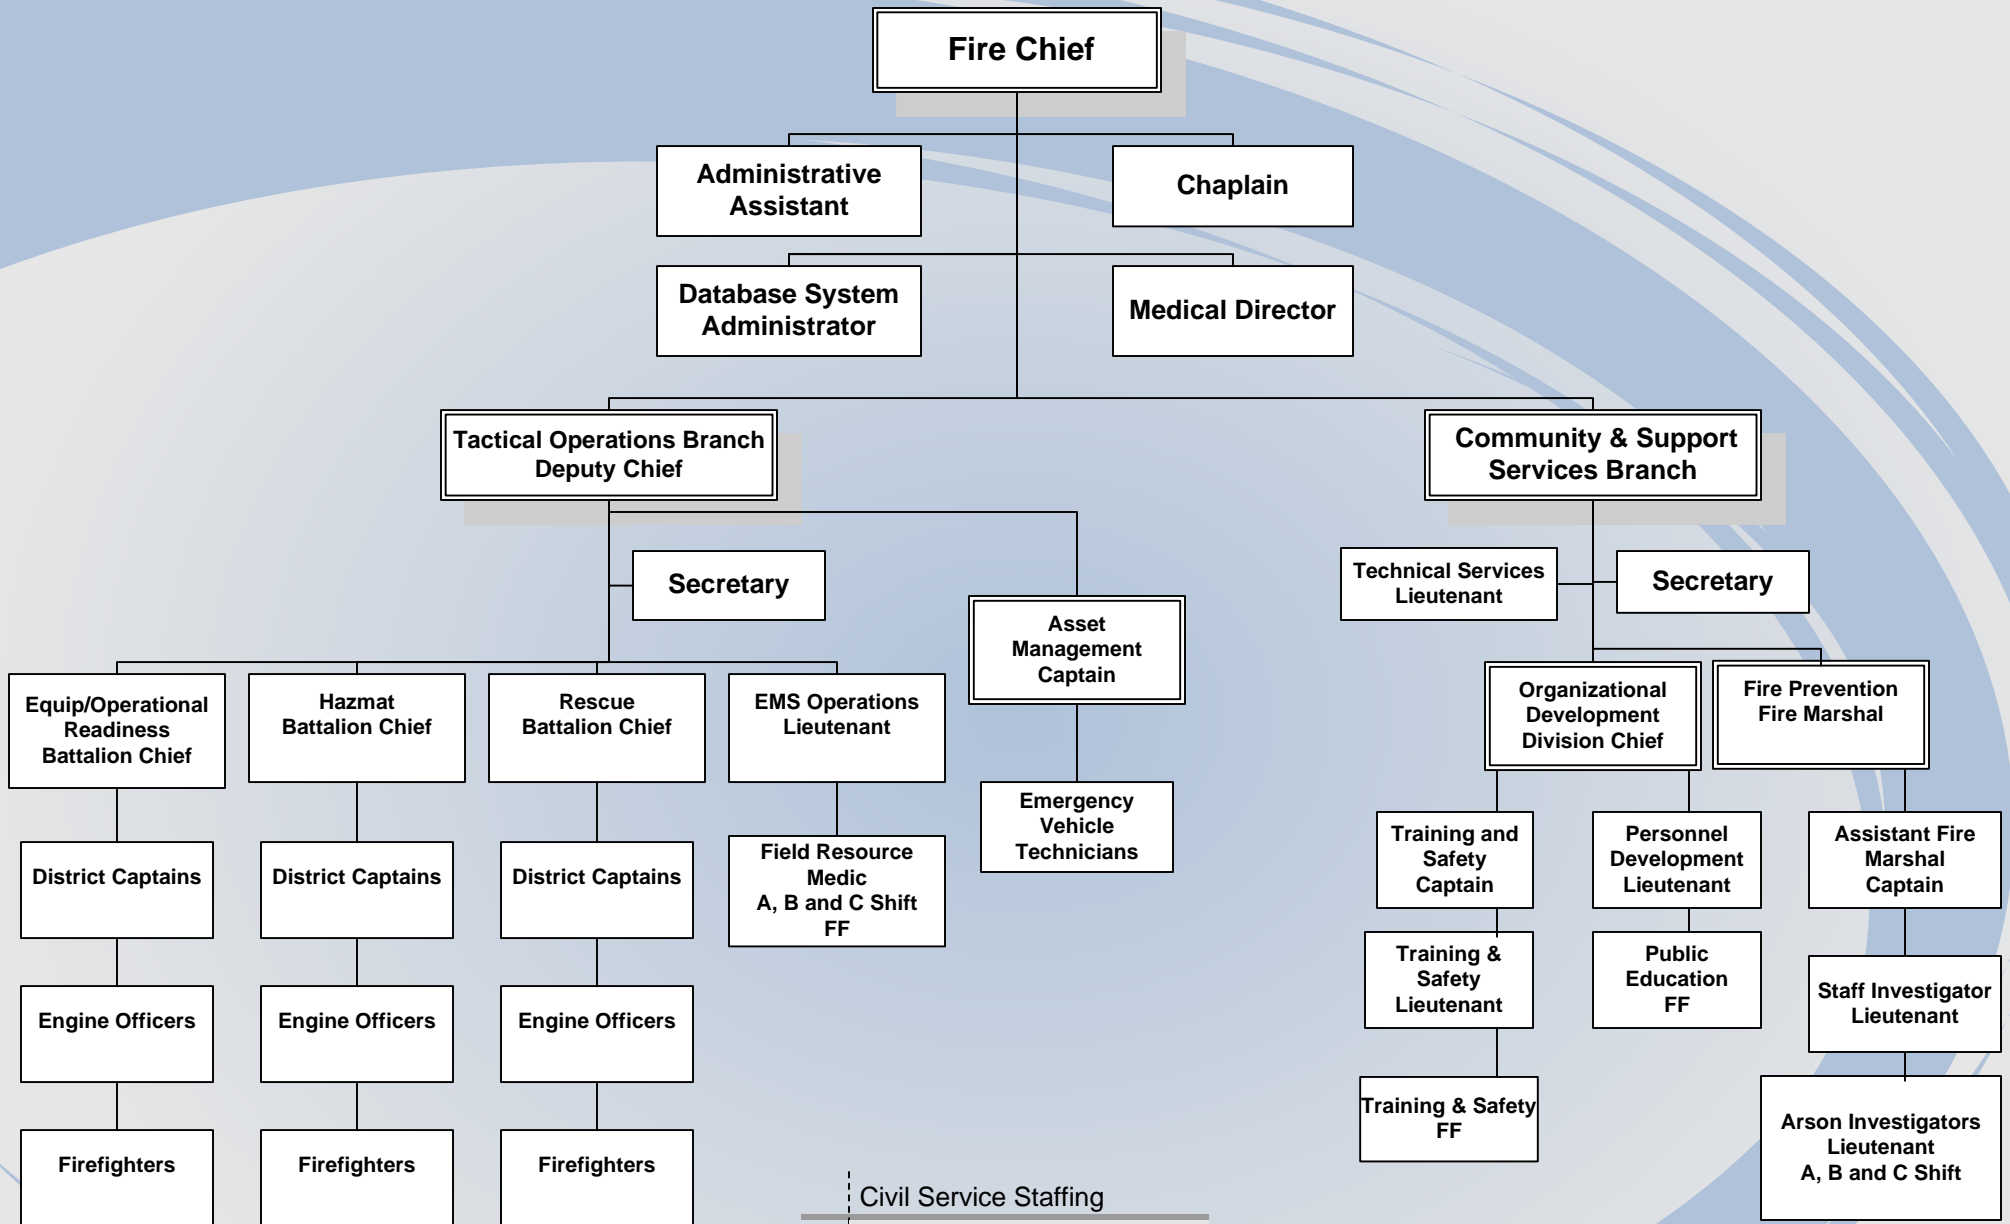 Fire Chief
Administrative
Assistant
Chaplain
Database System
Administrator
Medical Director
Tactical Operations Branch
Deputy Chief
Community & Support
Services Branch
Secretary
Technical Services
Lieutenant
Secretary
Asset
Management
Captain
Equip/Operational
Readiness
Battalion Chief
Hazmat
Battalion Chief
Rescue
Battalion Chief
EMS Operations
Lieutenant
Organizational
Development
Division Chief
Fire Prevention
Fire Marshal
Emergency
Vehicle
Technicians
District Captains
District Captains
District Captains
Field Resource
Medic
A, B and C Shift
FF
Training and
Safety
Captain
Personnel
Development
Lieutenant
Assistant Fire
Marshal
Captain
Training &
Safety
Lieutenant
Public
Education
FF
Staff Investigator
Lieutenant
Engine Officers
Engine Officers
Engine Officers
Training & Safety
FF
Arson Investigators
Lieutenant
A, B and C Shift
Firefighters
Firefighters
Firefighters
Civil Service Staffing